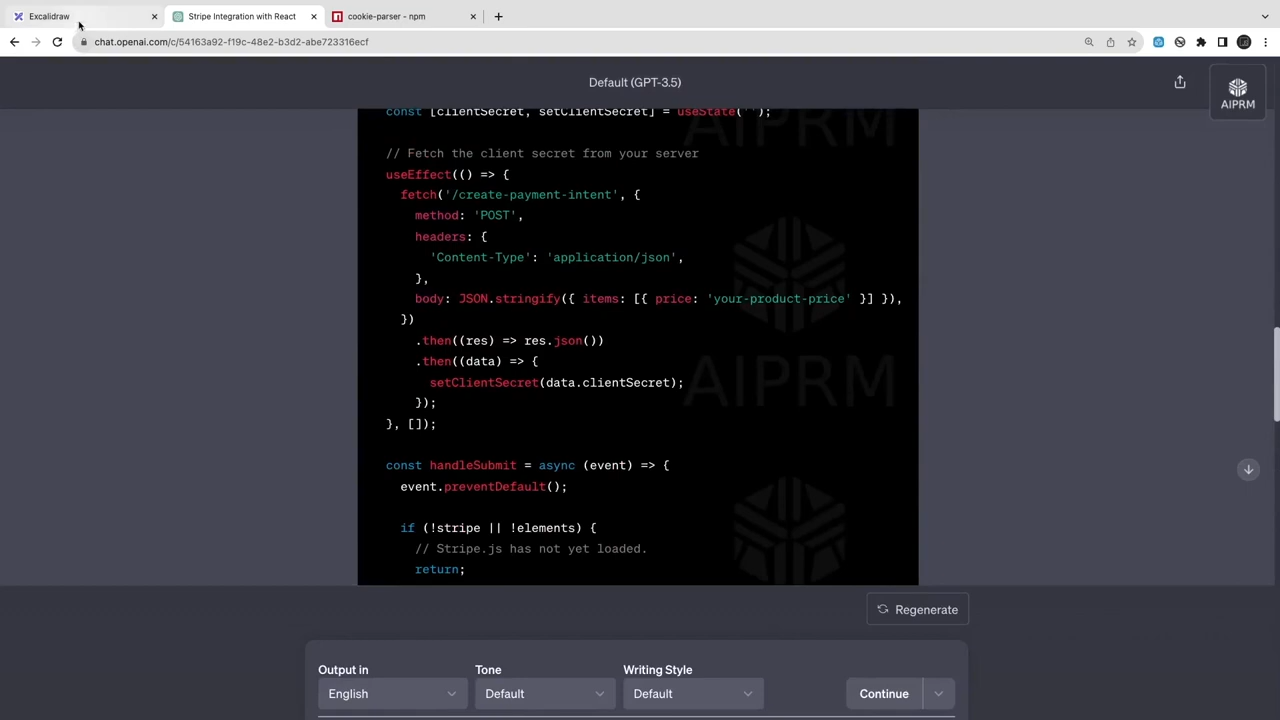 Excalidraw
Stripe Integration with React
cookie-parser - npm
chat.openai.com/c/54163a92-f19c-48e2-b3d2-abe723316ecf
Default (GPT-3.5)
AIPRM
const [clientSecret, setClientSecret] = useState('');
AIPRM
// Fetch the client secret from your server
useEffect(() => {
fetch('/create-payment-intent', {
method: 'POST',
headers: {
'Content-Type': 'application/json',
},
body: JSON.stringify({ items: [{ price: 'your-product-price' }] }),
})
.then((res) => res.json())
.then((data) => {
setClientSecret(data.clientSecret);
AIPRM
});
}, []);
const handleSubmit = async (event) => {
event.preventDefault();
if (!stripe || !elements) {
// Stripe.js has not yet loaded.
return;
Regenerate
Output in
Tone
Writing Style
English
Default
Default
Continue